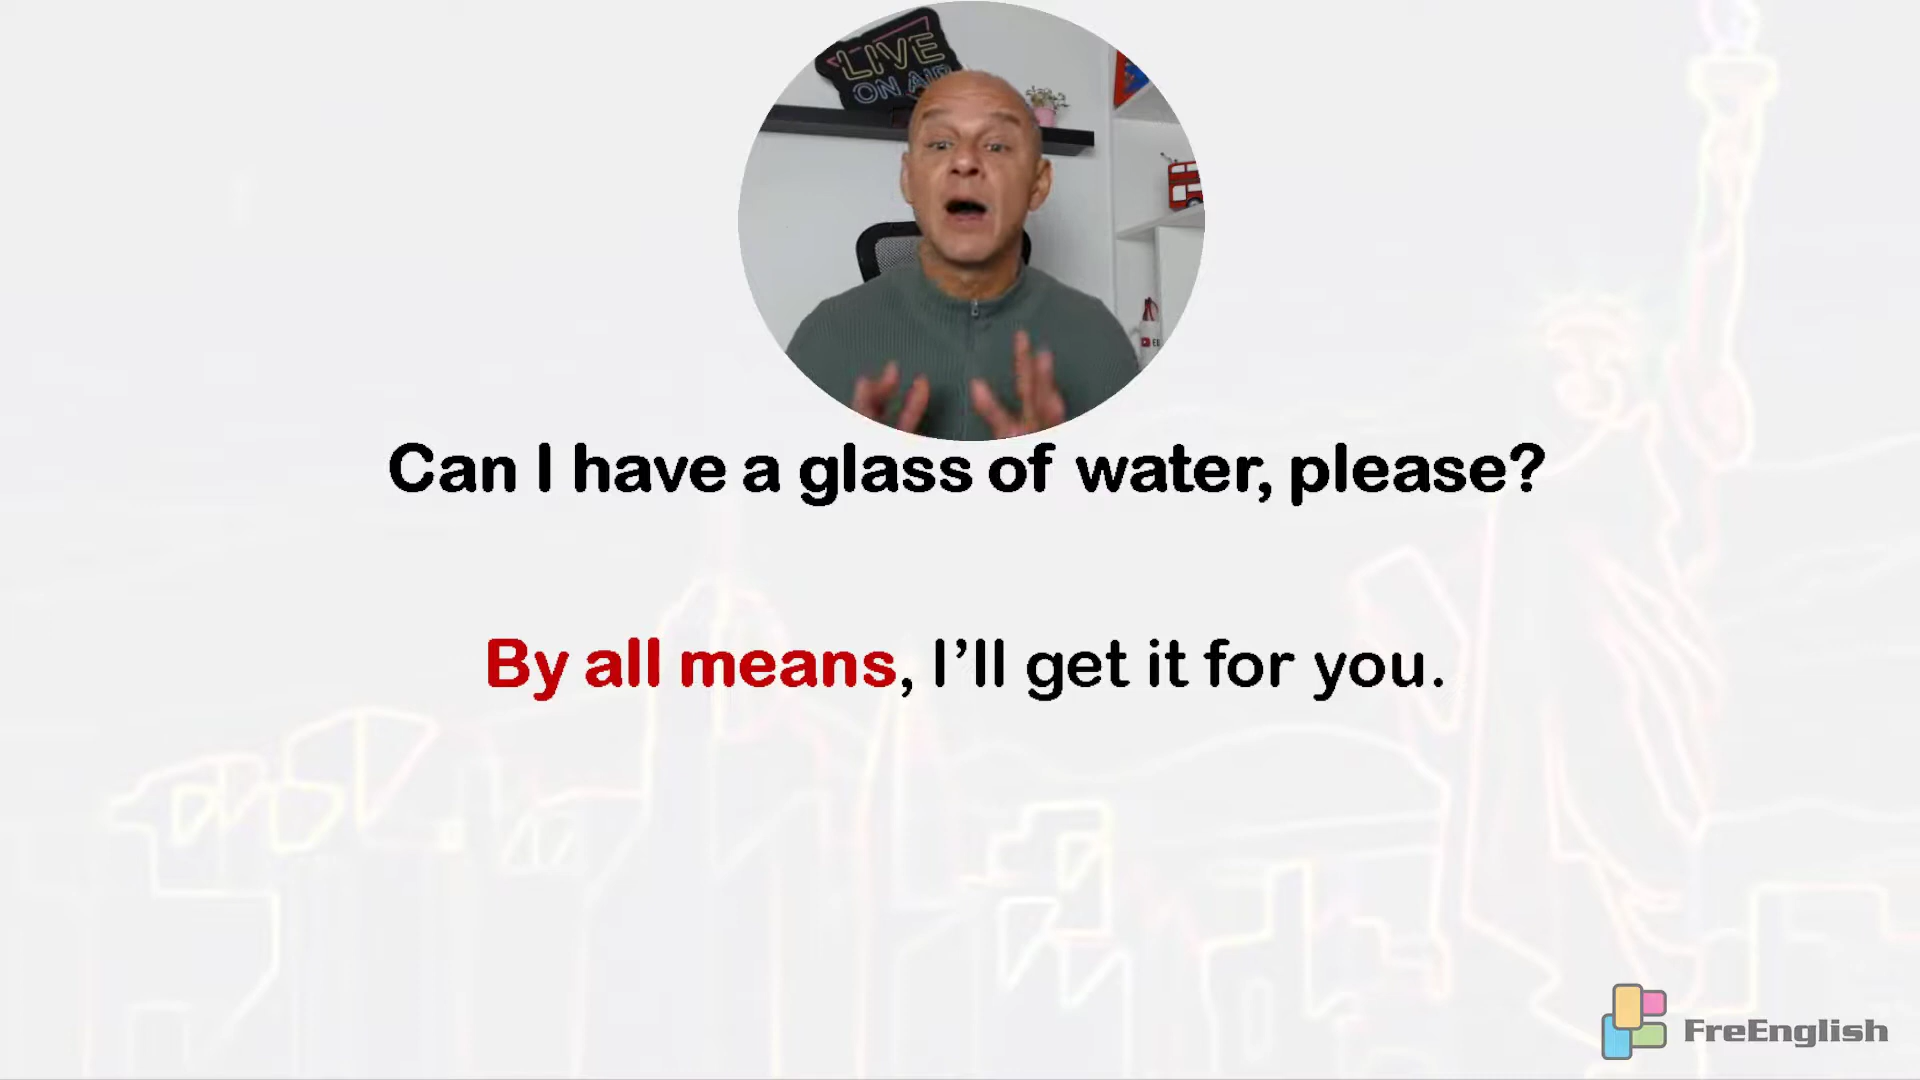 LIVE
ON AIR
Can I have a glass of water, please?
By all means, I’ll get it for you.
FreEnglish